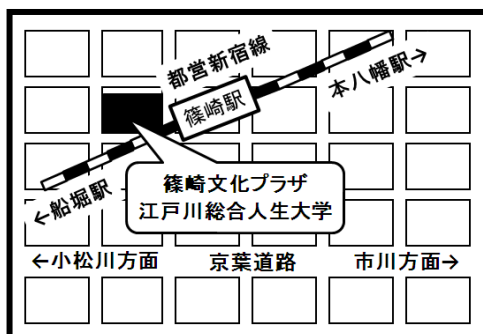 都営新宿線
本八幡駅→
篠崎駅
←船堀駅
篠崎文化プラザ
江戸川総合人生大学
←小松川方面
京葉道路
市川方面→